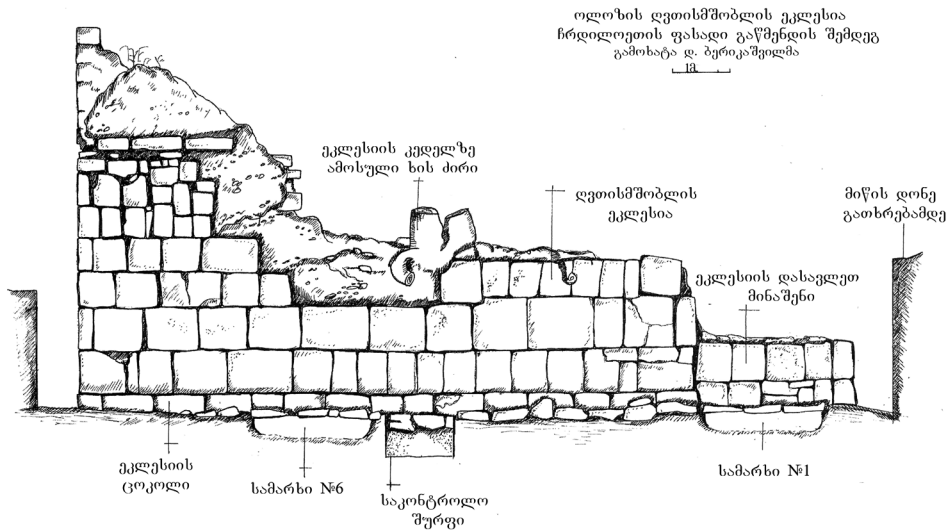 ოლოზის ღვთისმშობლის ეკლესია
ჩრდილოეთის ფასადი გაწმენდის შემდეგ
გამოხატა დ. ბერიკაშვილმა
1მ.
ეკლესიის კედელზე
ამოსული ხის ძირი
ღვთისმშობლის
ეკლესია
მიწის დონე
გათხრებამდე
ეკლესიის დასავლეთ
მინაშენი
ეკლესიის
ცოკოლი
სამარხი №6
საკონტროლო
შურფი
სამარხი №1